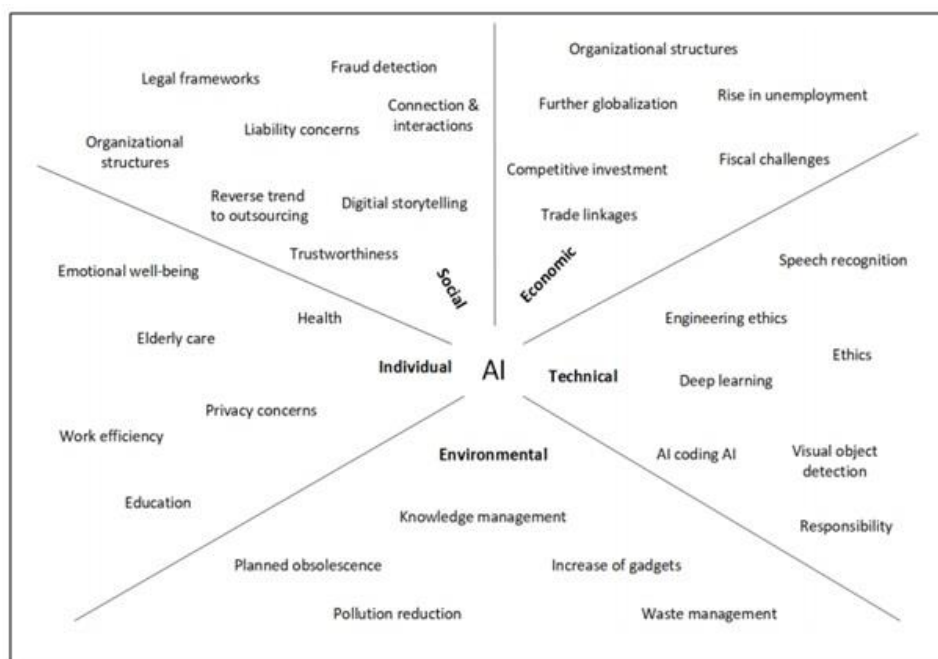 Organizational structures
Fraud detection
Legal frameworks
Rise in unemployment
Further globalization
Connection &
interactions
Liability concerns
Organizational
structures
Fiscal challenges
Competitive investment
Reverse trend
to outsourcing
Digitial storytelling
Trade linkages
Trustworthiness
Social
Economic
Emotional well-being
Speech recognition
Health
Engineering ethics
Elderly care
Ethics
Individual
AI
Technical
Deep learning
Privacy concerns
Work efficiency
Environmental
AI coding AI
Visual object
detection
Education
Knowledge management
Responsibility
Planned obsolescence
Increase of gadgets
Pollution reduction
Waste management